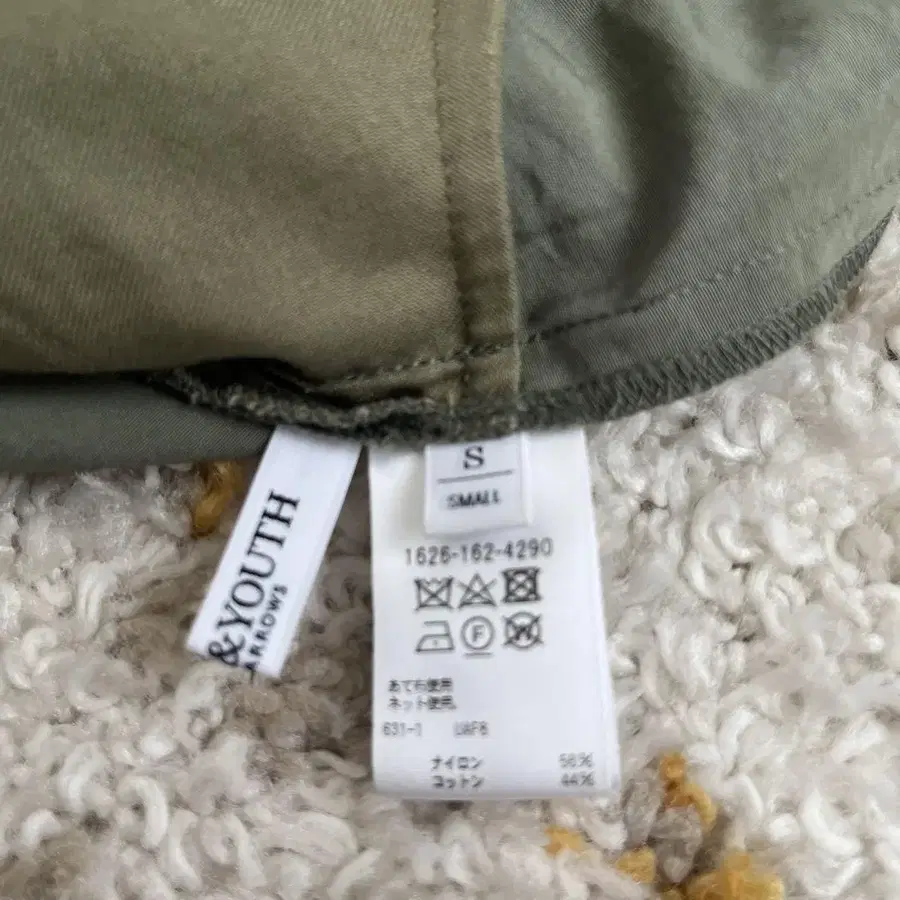 &YOUTH
ARROWS
S
SMALL
1626-162-4290
F
W
あて布使用
ネット使用。
631-1 UAF8
ナイロン 56%
コットン 44%